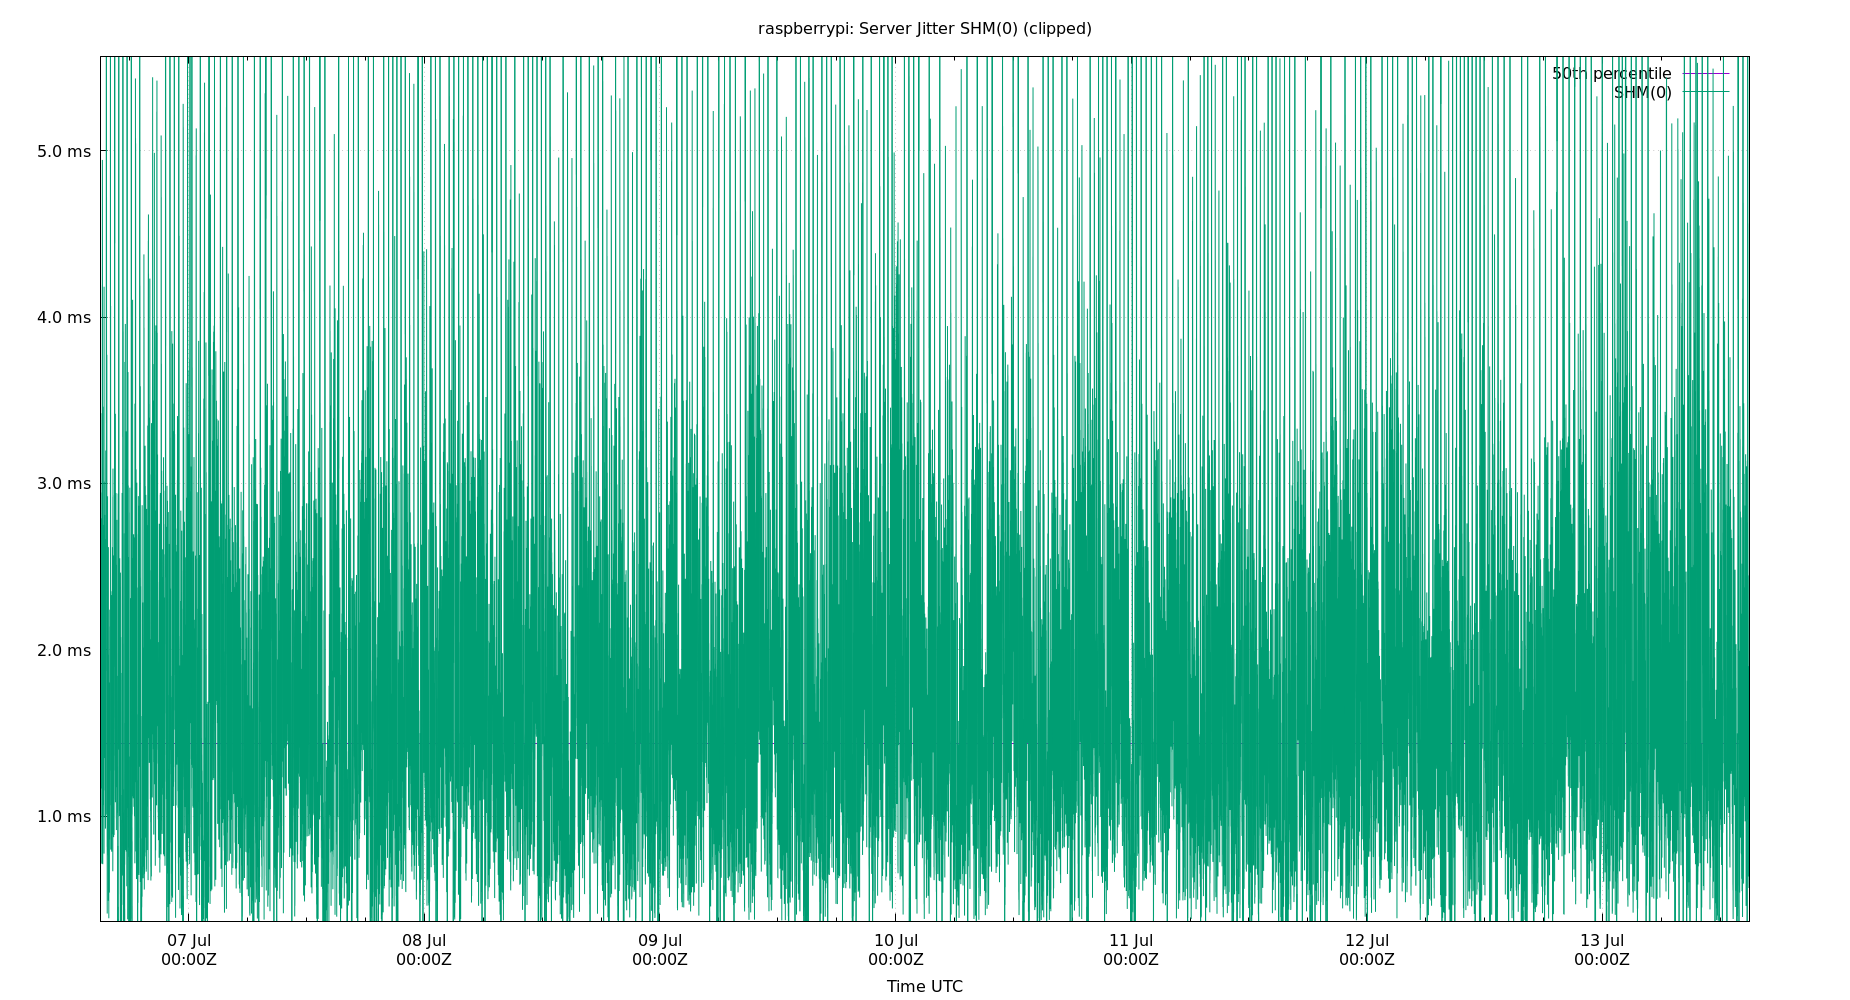 raspberrypi: Server Jitter SHM(0) (clipped)
50th percentile
SHM(0)
5.0 ms
4.0 ms
3.0 ms
2.0 ms
1.0 ms
07 Jul 08 Jul 09 Jul 10 Jul 11 Jul 12 Jul 13 Jul
00:00Z 00:00Z 00:00Z 00:00Z 00:00Z 00:00Z 00:00Z
Time UTC